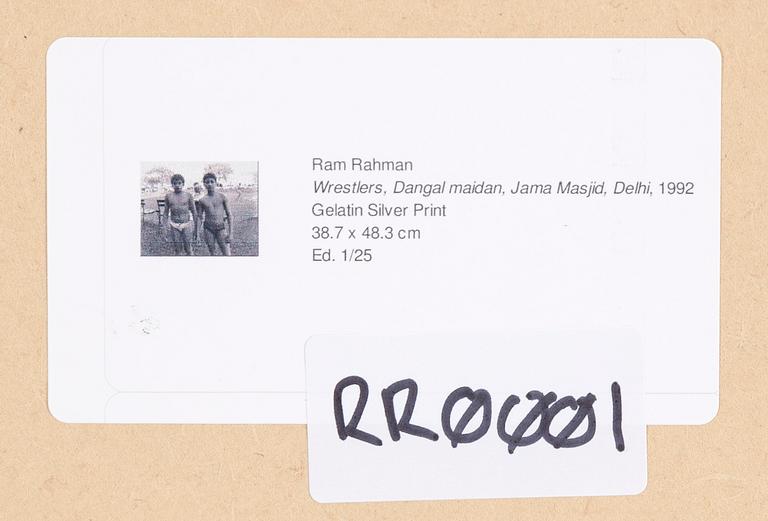 Ram Rahman
Wrestlers, Dangal maidan, Jama Masjid, Delhi, 1992
Gelatin Silver Print
38.7 x 48.3 cm
Ed. 1/25
RR0001